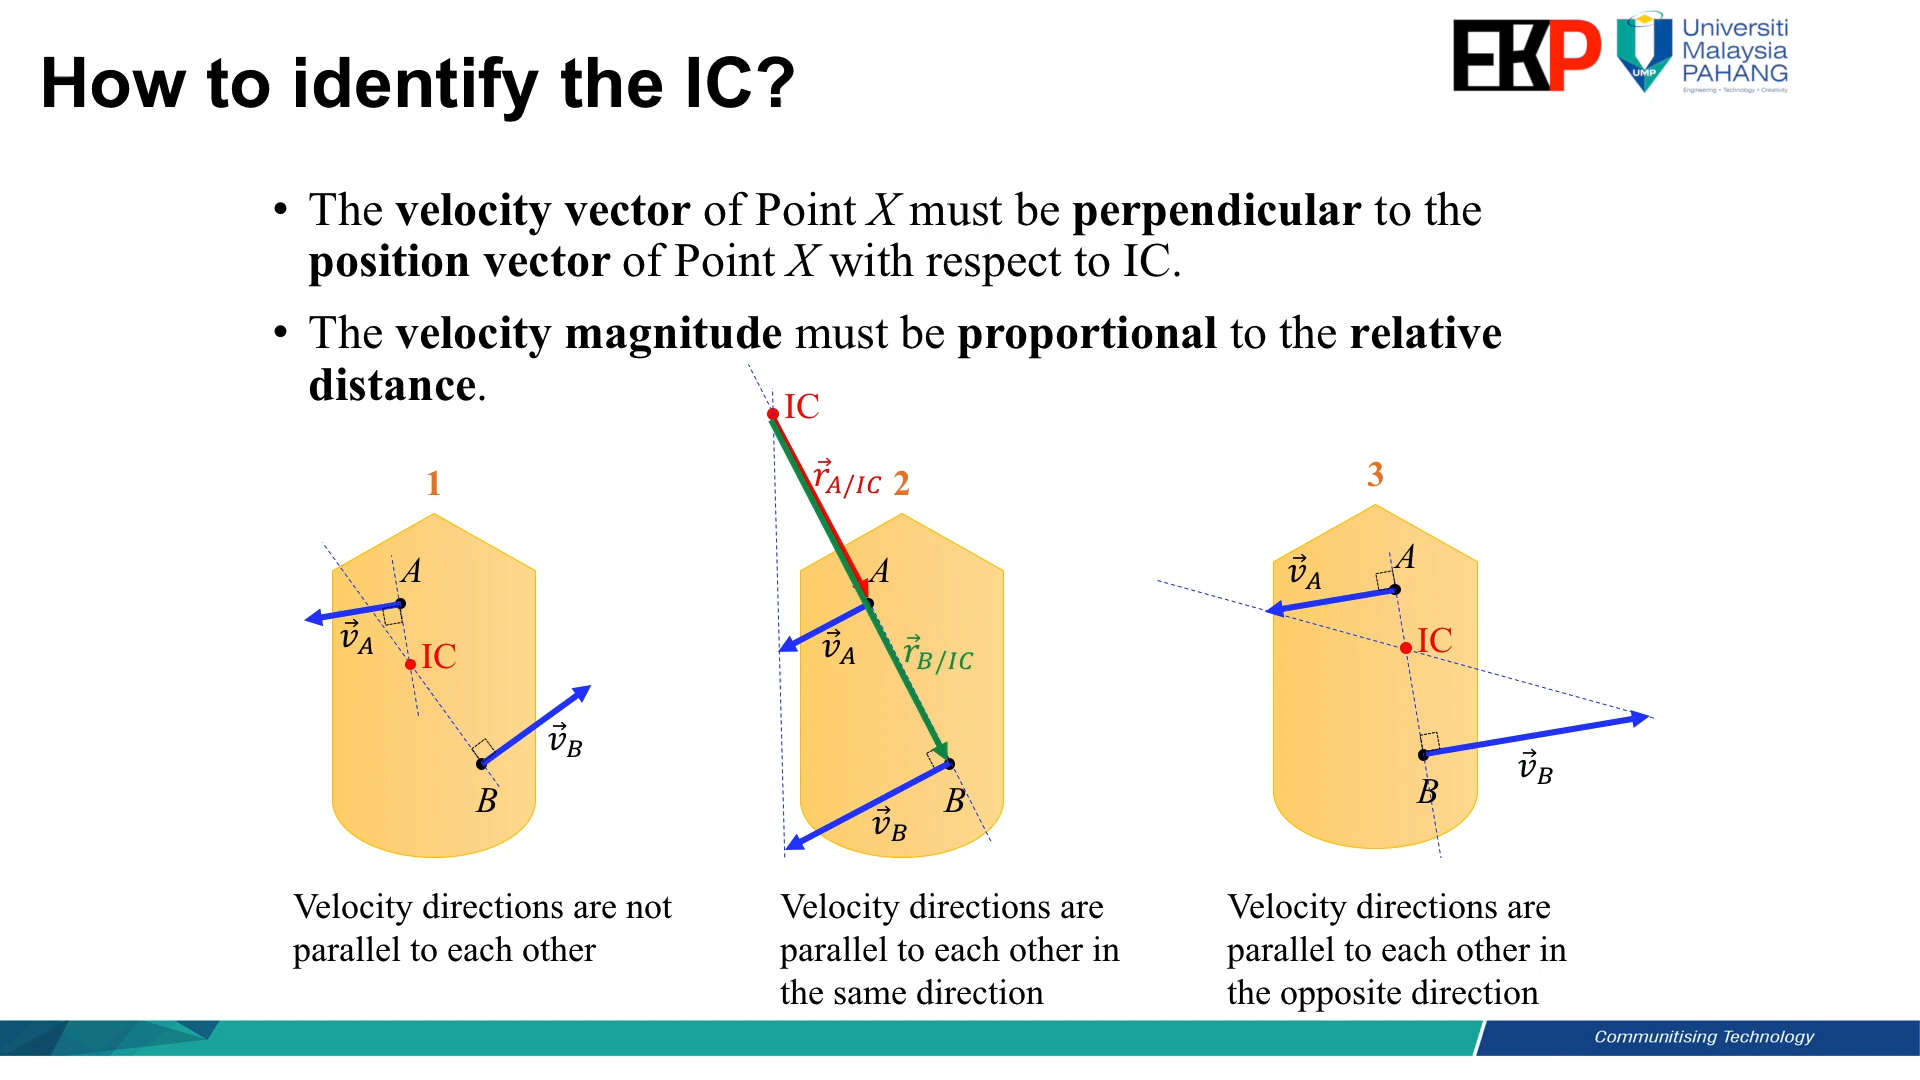 How to identify the IC?
EKP
Universiti
Malaysia
PAHANG
Engineering • Technology • Creativity
UMP
• The velocity vector of Point X must be perpendicular to the
position vector of Point X with respect to IC.
• The velocity magnitude must be proportional to the relative
distance.
1
A
v⃗_A
IC
v⃗_B
B
Velocity directions are not
parallel to each other
IC
r⃗_A/IC
2
A
v⃗_A
r⃗_B/IC
B
v⃗_B
Velocity directions are
parallel to each other in
the same direction
3
A
v⃗_A
IC
v⃗_B
B
Velocity directions are
parallel to each other in
the opposite direction
Communitising Technology